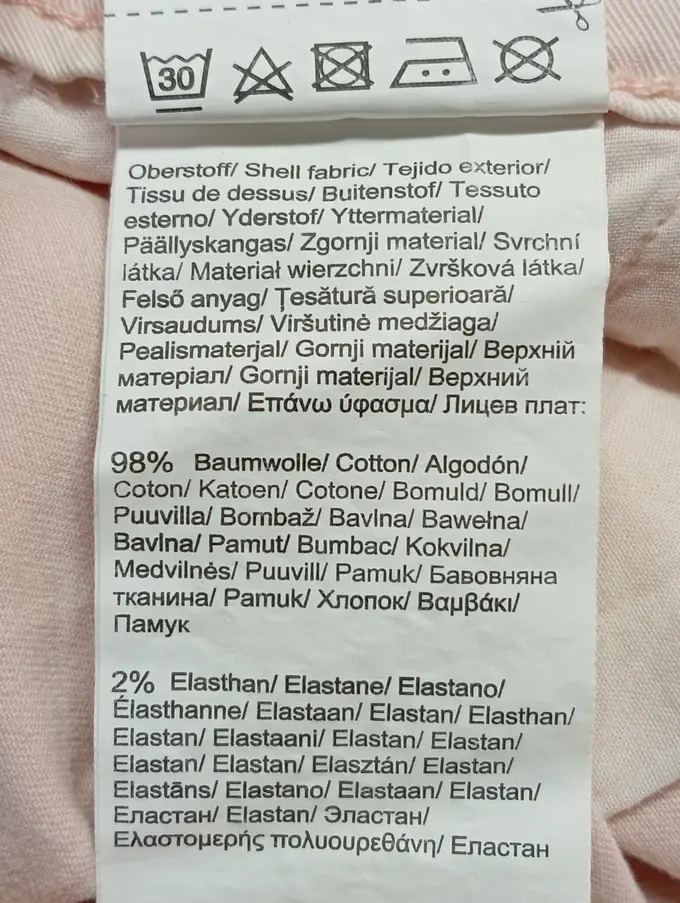 30
Oberstoff/ Shell fabric/ Tejido exterior/
Tissu de dessus/ Buitenstof/ Tessuto
esterno/ Yderstof/ Yttermaterial/
Päällyskangas/ Zgornji material/ Svrchní
látka/ Materiał wierzchni/ Zvršková látka/
Felső anyag/ Țesătură superioară/
Virsaudums/ Viršutinė medžiaga/
Pealismaterjal/ Gornji materijal/ Верхній
матеріал/ Gornji materijal/ Верхний
материал/ Επάνω ύφασμα/ Лицев плат:
98% Baumwolle/ Cotton/ Algodón/
Coton/ Katoen/ Cotone/ Bomuld/ Bomull/
Puuvilla/ Bombaž/ Bavlna/ Bawełna/
Bavlna/ Pamut/ Bumbac/ Kokvilna/
Medvilnės/ Puuvill/ Pamuk/ Бавовняна
тканина/ Pamuk/ Хлопок/ Βαμβάκι/
Памук
2% Elasthan/ Elastane/ Elastano/
Élasthanne/ Elastaan/ Elastan/ Elasthan/
Elastan/ Elastaani/ Elastan/ Elastan/
Elastan/ Elastan/ Elasztán/ Elastan/
Elastāns/ Elastano/ Elastaan/ Elastan/
Еластан/ Elastan/ Эластан/
Ελαστομερής πολυουρεθάνη/ Еластан